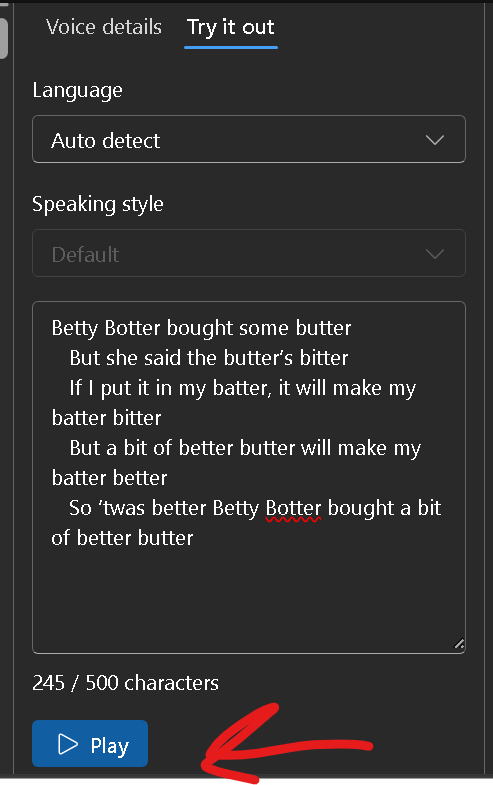 Voice details Try it out
Language
Auto detect
Speaking style
Default
Betty Botter bought some butter
But she said the butter’s bitter
If I put it in my batter, it will make my
batter bitter
But a bit of better butter will make my
batter better
So ’twas better Betty Botter bought a bit
of better butter
245 / 500 characters
Play